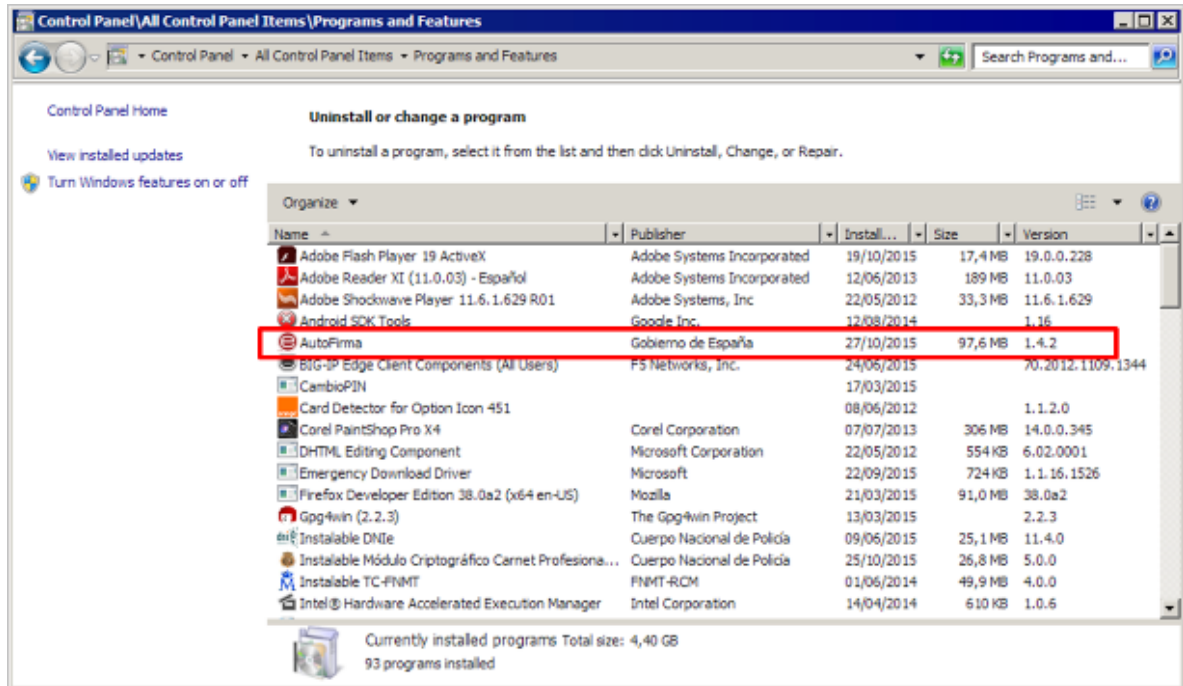 Control Panel\All Control Panel Items\Programs and Features
Control Panel All Control Panel Items Programs and Features Search Programs and...
Control Panel Home
View installed updates
Turn Windows features on or off
Uninstall or change a program
To uninstall a program, select it from the list and then click Uninstall, Change, or Repair.
Organize
Name Publisher Install... Size Version
Adobe Flash Player 19 ActiveX Adobe Systems Incorporated 19/10/2015 17,4 MB 19.0.0.228
Adobe Reader XI (11.0.03) - Español Adobe Systems Incorporated 12/06/2013 189 MB 11.0.03
Adobe Shockwave Player 11.6.1.629 R01 Adobe Systems, Inc 22/05/2012 33,3 MB 11.6.1.629
Android SDK Tools Google Inc. 12/08/2014 1.16
AutoFirma Gobierno de España 27/10/2015 97,6 MB 1.4.2
BIG-IP Edge Client Components (All Users) F5 Networks, Inc. 24/06/2015 70.2012.1109.1344
CambioPIN 17/03/2015
Card Detector for Option Icon 451 08/06/2012 1.1.2.0
Corel PaintShop Pro X4 Corel Corporation 07/07/2013 306 MB 14.0.0.345
DHTML Editing Component Microsoft Corporation 22/05/2012 554 KB 6.02.0001
Emergency Download Driver Microsoft 22/09/2015 724 KB 1.1.16.1526
Firefox Developer Edition 38.0a2 (x64 en-US) Mozilla 21/03/2015 91,0 MB 38.0a2
Gpg4win (2.2.3) The Gpg4win Project 13/03/2015 2.2.3
Instalable DNIe Cuerpo Nacional de Policía 09/06/2015 25,1 MB 11.4.0
Instalable Módulo Criptográfico Carnet Profesiona... Cuerpo Nacional de Policía 25/10/2015 26,8 MB 5.0.0
Instalable TC-FNMT FNMT-RCM 01/06/2014 49,9 MB 4.0.0
Intel® Hardware Accelerated Execution Manager Intel Corporation 14/04/2014 610 KB 1.0.6
Currently installed programs Total size: 4,40 GB
93 programs installed